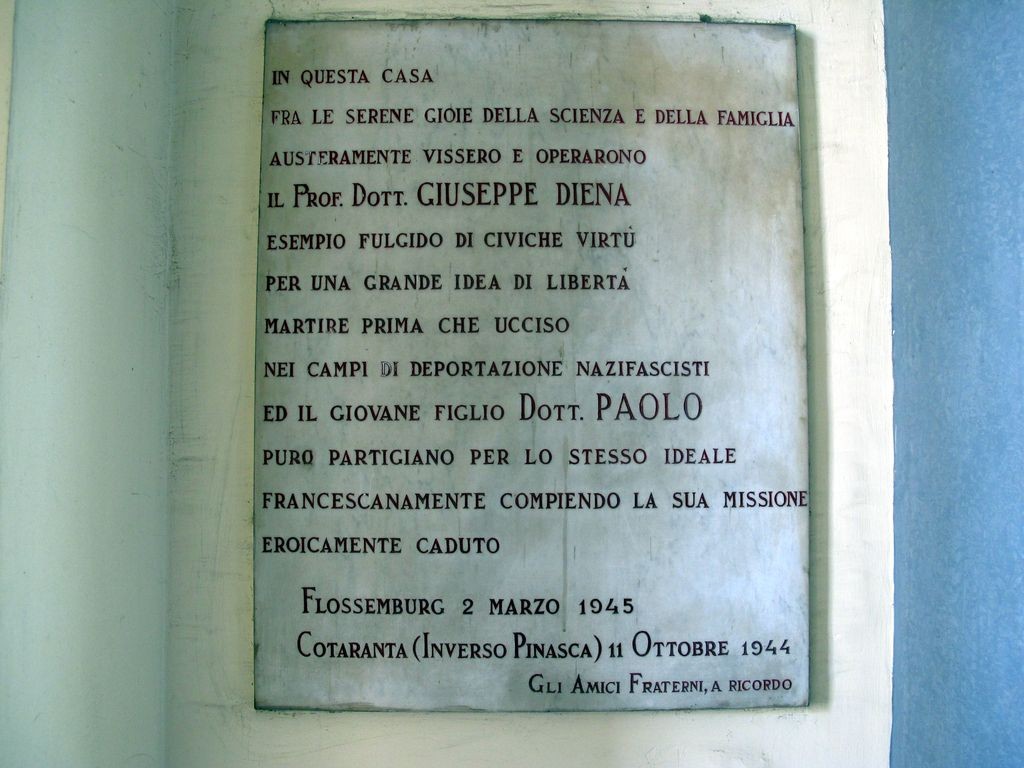 IN QUESTA CASA
FRA LE SERENE GIOIE DELLA SCIENZA E DELLA FAMIGLIA
AUSTERAMENTE VISSERO E OPERARONO
IL PROF. DOTT. GIUSEPPE DIENA
ESEMPIO FULGIDO DI CIVICHE VIRTÙ
PER UNA GRANDE IDEA DI LIBERTÁ
MARTIRE PRIMA CHE UCCISO
NEI CAMPI DI DEPORTAZIONE NAZIFASCISTI
ED IL GIOVANE FIGLIO DOTT. PAOLO
PURO PARTIGIANO PER LO STESSO IDEALE
FRANCESCANAMENTE COMPIENDO LA SUA MISSIONE
EROICAMENTE CADUTO
FLOSSEMBURG 2 MARZO 1945
COTARANTA (INVERSO PINASCA) 11 OTTOBRE 1944
GLI AMICI FRATERNI, A RICORDO